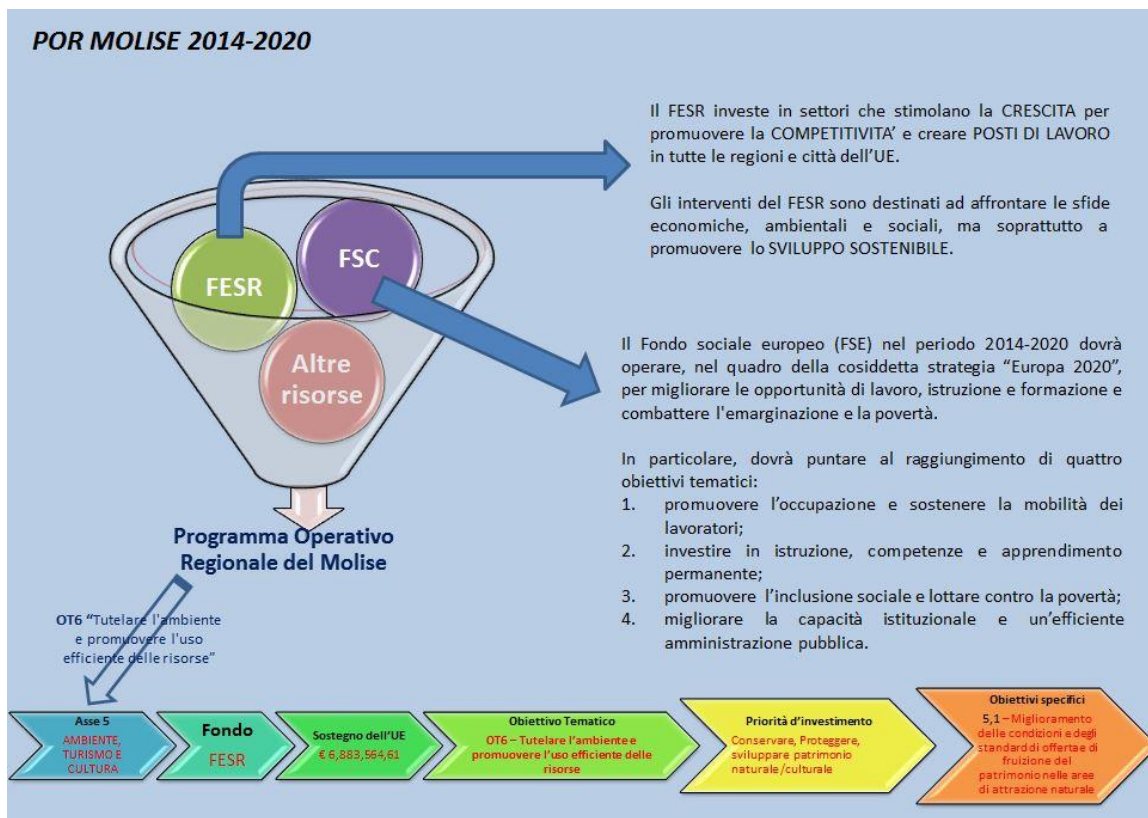 POR MOLISE 2014-2020
Il FESR investe in settori che stimolano la CRESCITA per
promuovere la COMPETITIVITA’ e creare POSTI DI LAVORO
in tutte le regioni e città dell’UE.
Gli interventi del FESR sono destinati ad affrontare le sfide
economiche, ambientali e sociali, ma soprattutto a
promuovere lo SVILUPPO SOSTENIBILE.
FESR
FSC
Altre
risorse
Il Fondo sociale europeo (FSE) nel periodo 2014-2020 dovrà
operare, nel quadro della cosiddetta strategia “Europa 2020”,
per migliorare le opportunità di lavoro, istruzione e formazione e
combattere l'emarginazione e la povertà.
In particolare, dovrà puntare al raggiungimento di quattro
obiettivi tematici:
1. promuovere l’occupazione e sostenere la mobilità dei
lavoratori;
2. investire in istruzione, competenze e apprendimento
permanente;
3. promuovere l’inclusione sociale e lottare contro la povertà;
4. migliorare la capacità istituzionale e un’efficiente
amministrazione pubblica.
Programma Operativo
Regionale del Molise
OT6 “Tutelare l'ambiente
e promuovere l'uso
efficiente delle risorse”
Asse 5
AMBIENTE,
TURISMO E
CULTURA
Fondo
FESR
Sostegno dell’UE
€ 6,883,564,61
Obiettivo Tematico
OT6 – Tutelare l’ambiente e
promuovere l’uso efficiente delle
risorse
Priorità d’investimento
Conservare, Proteggere,
sviluppare patrimonio
naturale/culturale
Obiettivi specifici
5,1 – Miglioramento
delle condizioni e degli
standard di offerta e di
fruizione del
patrimonio nelle aree
di attrazione naturale